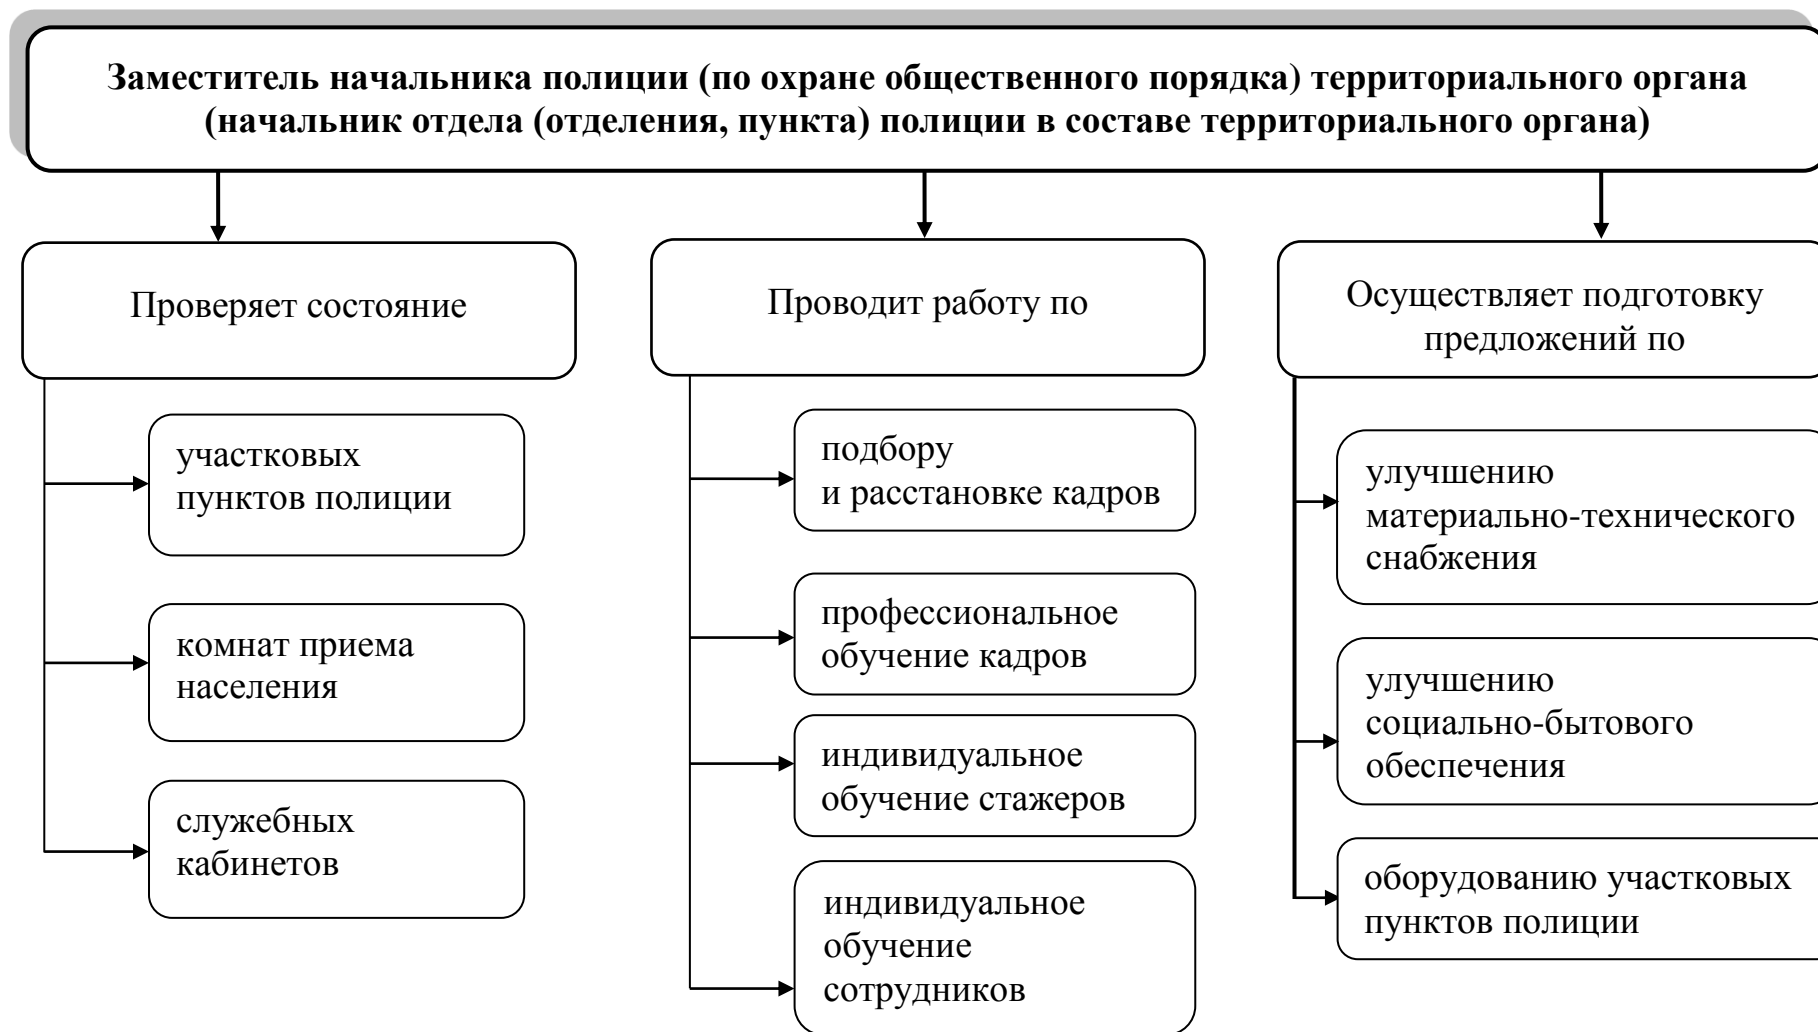 Заместитель начальника полиции (по охране общественного порядка) территориального органа
(начальник отдела (отделения, пункта) полиции в составе территориального органа)
Проверяет состояние
участковых
пунктов полиции
комнат приема
населения
служебных
кабинетов
Проводит работу по
подбору
и расстановке кадров
профессиональное
обучение кадров
индивидуальное
обучение стажеров
индивидуальное
обучение
сотрудников
Осуществляет подготовку
предложений по
улучшению
материально-технического
снабжения
улучшению
социально-бытового
обеспечения
оборудованию участковых
пунктов полиции